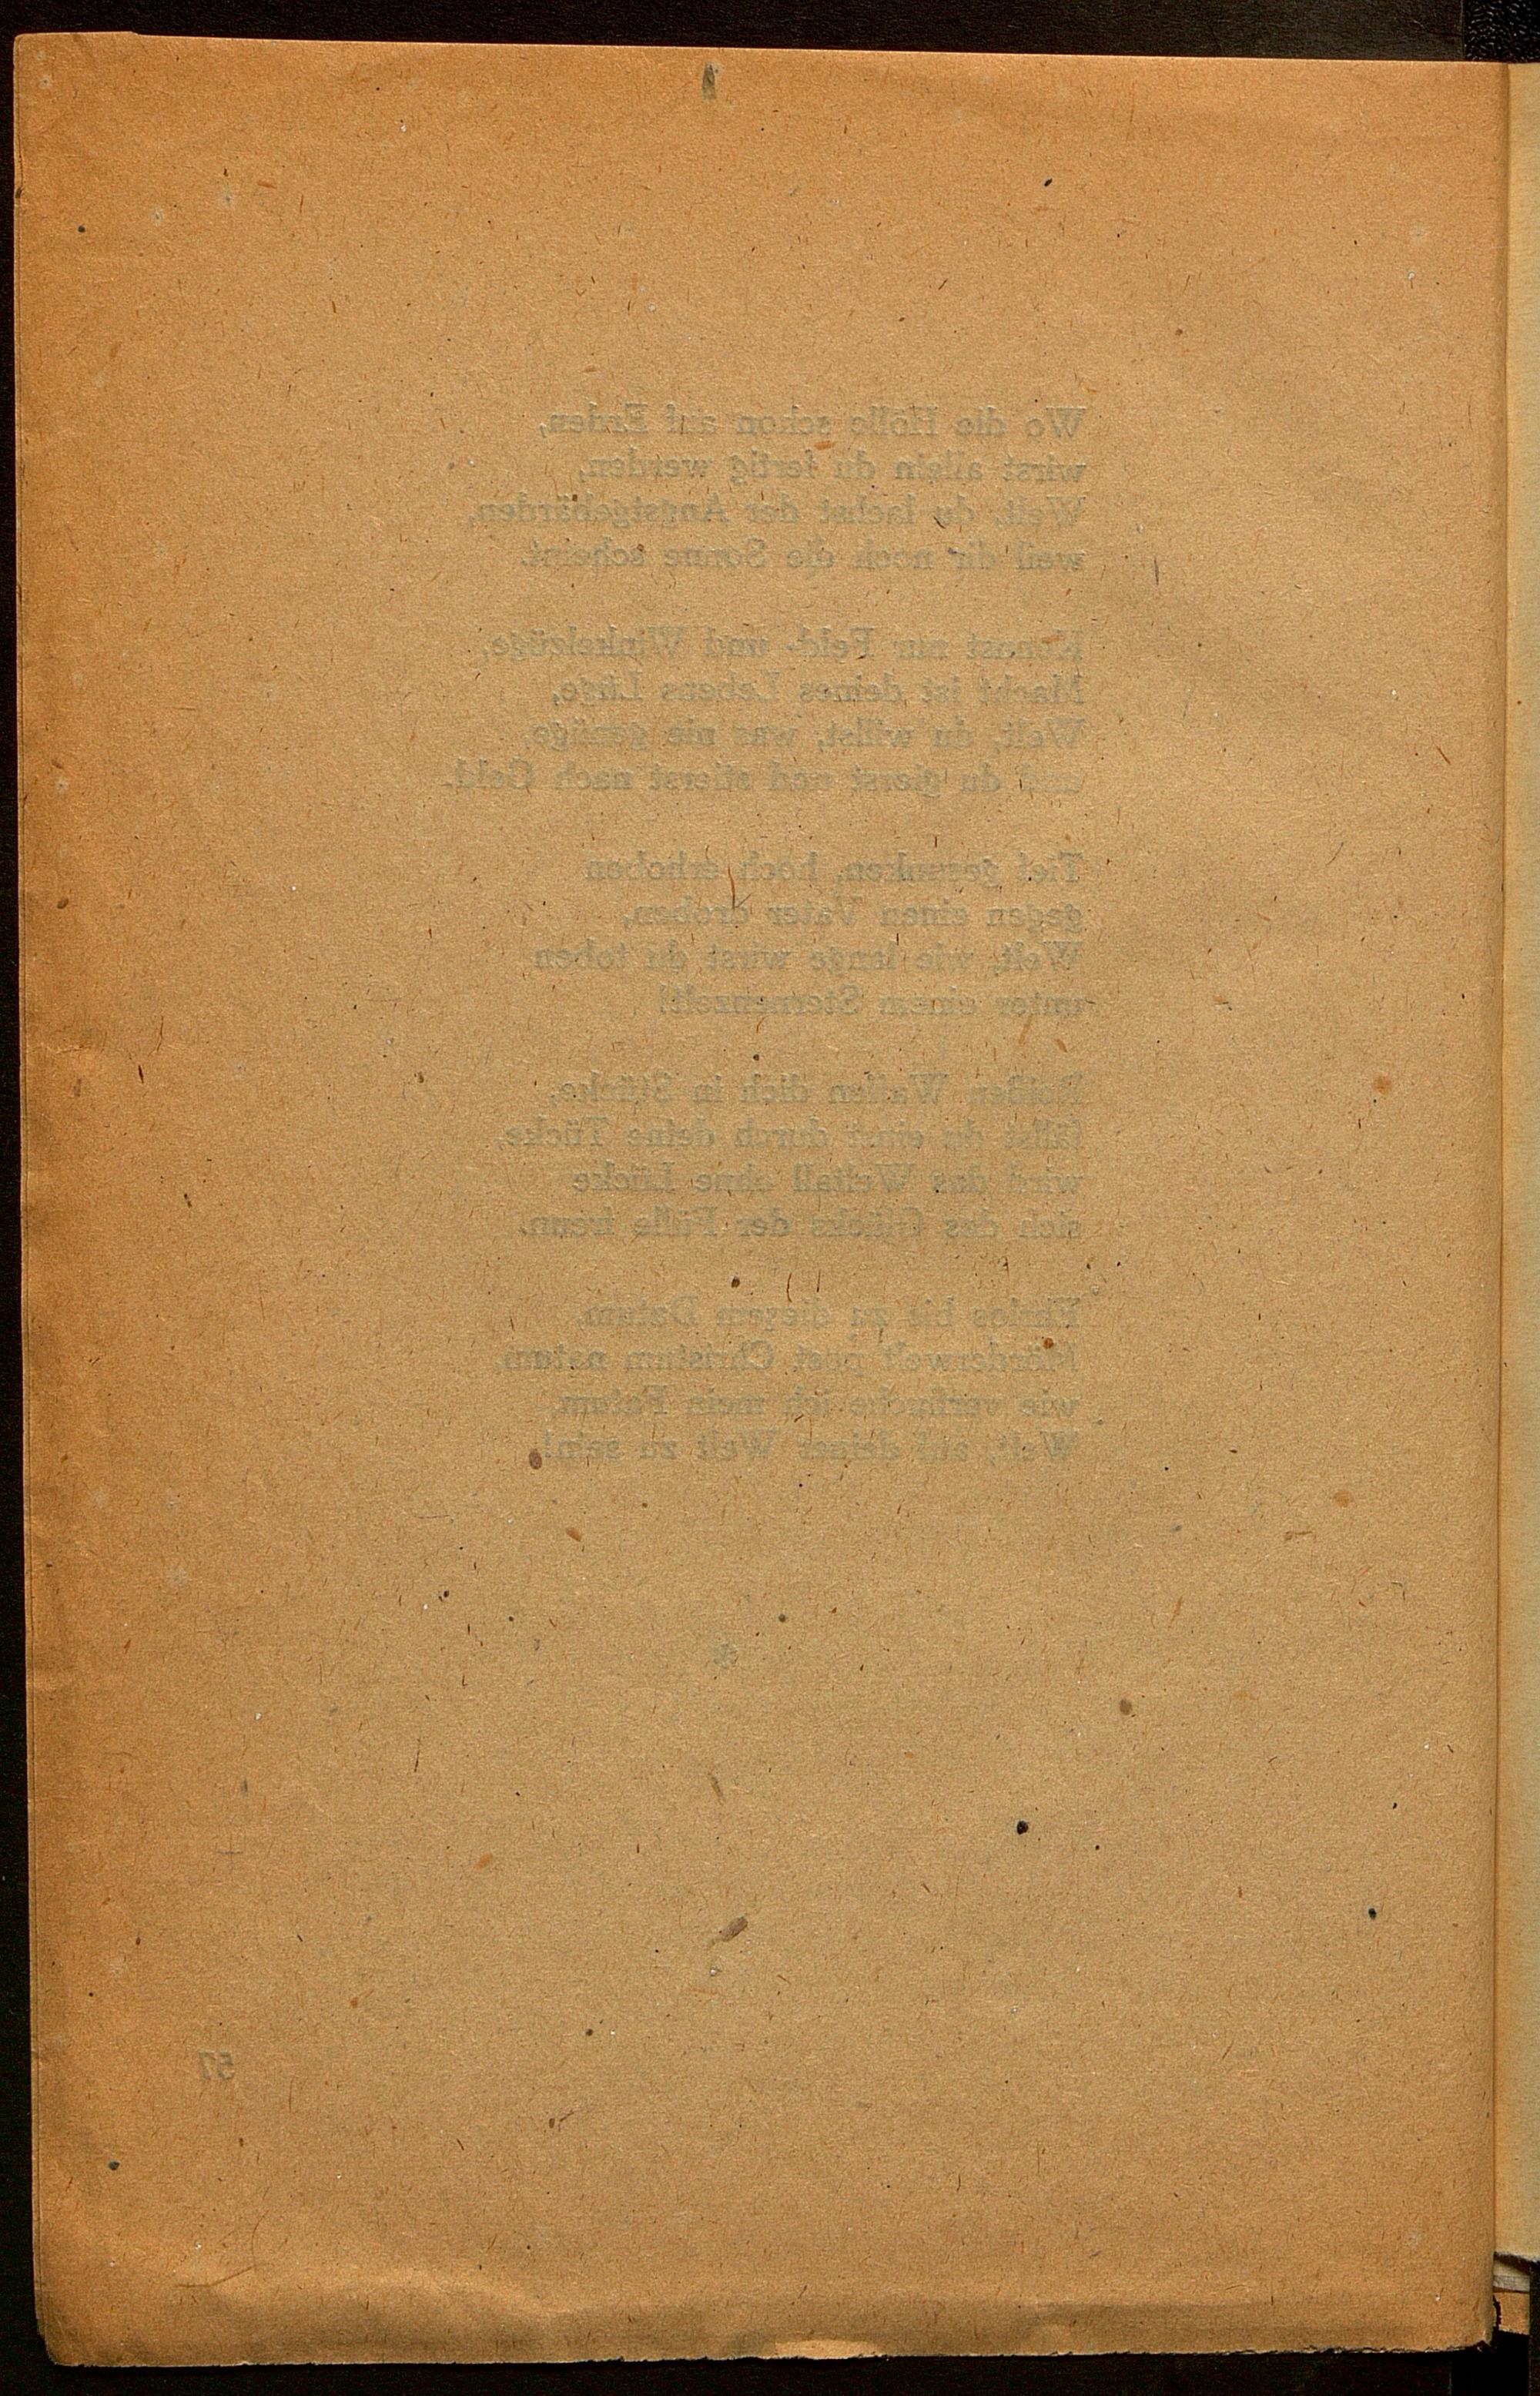 Wo die Hölle schon auf Erden,
wirst allein du fertig werden,
Welt, du lachst der Angstgebärden,
weil dir noch die Sonne scheint.
Konnst nur Feld- und Winkelzüge,
Macht ist deines Lebens Lüge,
Welt, du willst, was nie genüge,
und du gierst und stierst nach Geld.
Tief gesunken, hoch erhoben
gegen einen Vater droben,
Welt, wie lange wirst du toben
unter einem Sternenzelt!
Reißen Waffen dich in Stücke,
fällst du einst durch deine Tücke,
wird das Weltall ohne Lücke
sich des Glücks der Fülle freun.
Ehrlos bis zu diesem Datum,
Mörderwelt post Christum natum,
wie verfluche ich mein Fatum,
Welt, auf deiner Welt zu sein!
*
57